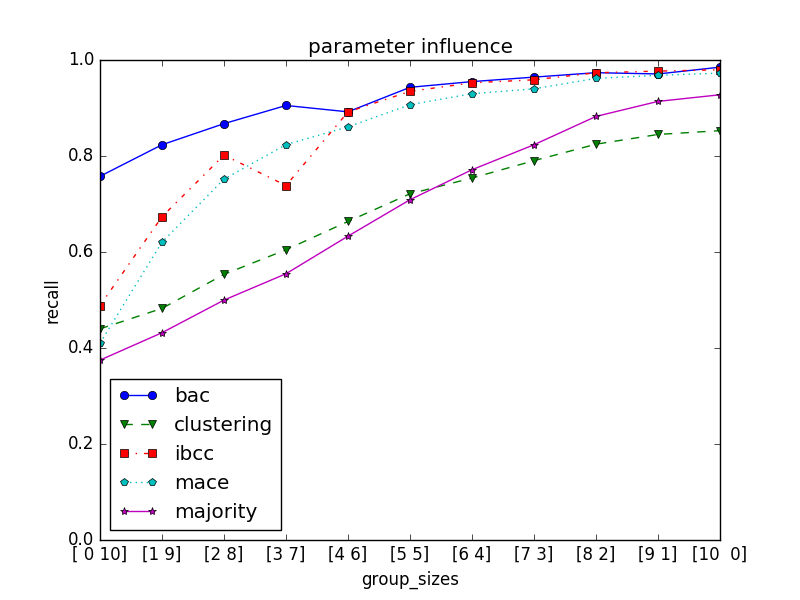 parameter influence
1.0
0.8
0.6
0.4
0.2
0.0
recall
bac
clustering
ibcc
mace
majority
[ 0 10] [1 9] [2 8] [3 7] [4 6] [5 5] [6 4] [7 3] [8 2] [9 1] [10  0]
group_sizes